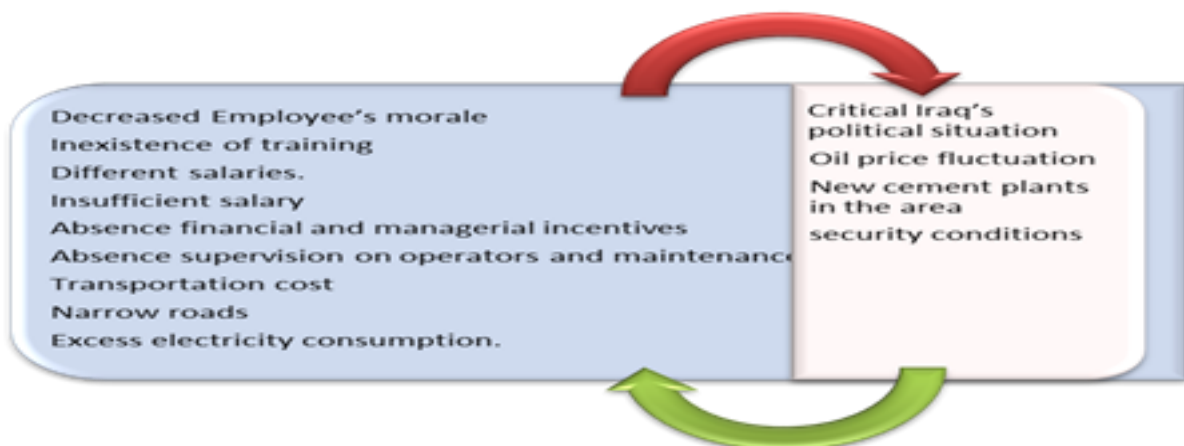 Decreased Employee's morale
Inexistence of training
Different salaries.
Insufficient salary
Absence financial and managerial incentives
Absence supervision on operators and maintenance
Transportation cost
Narrow roads
Excess electricity consumption.
Critical Iraq's
political situation
Oil price fluctuation
New cement plants
in the area
security conditions